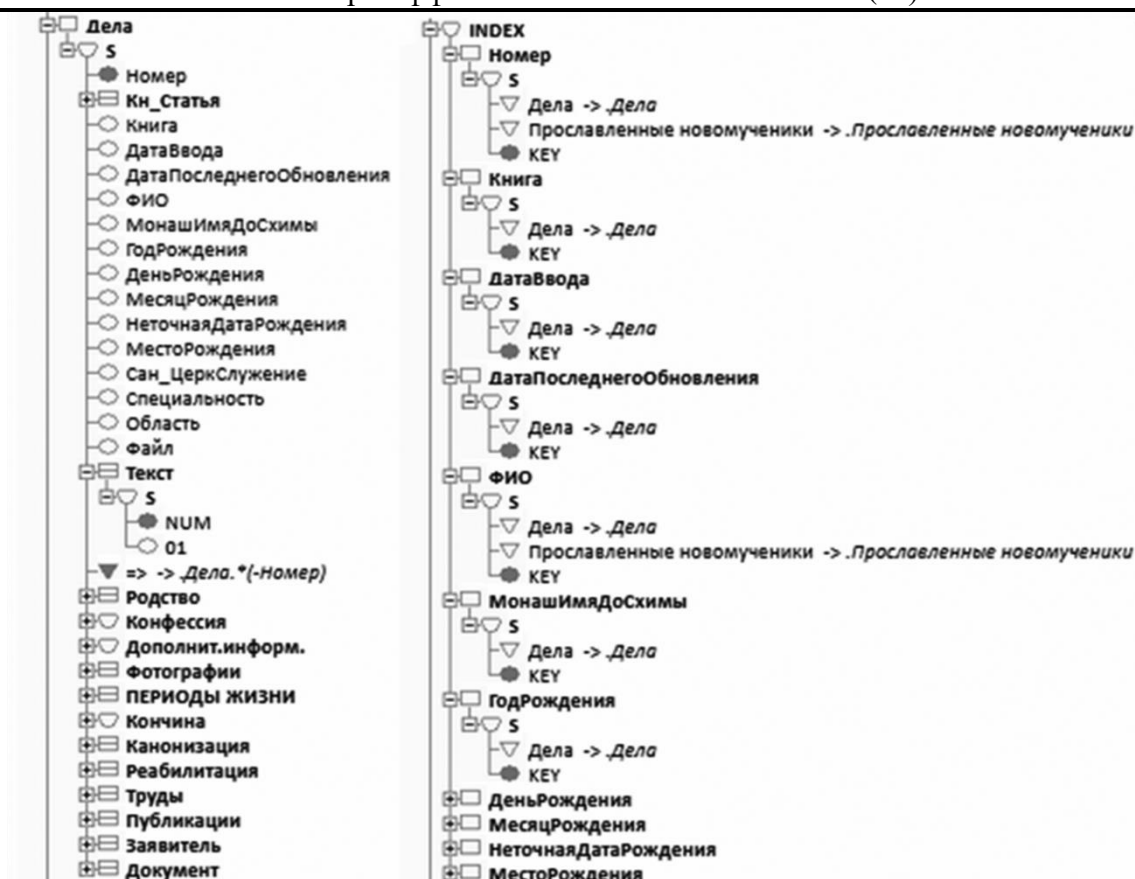 Дела
S
Номер
Кн_Статья
Книга
ДатаВвода
ДатаПоследнегоОбновления
ФИО
МонашИмяДоСхимы
ГодРождения
ДеньРождения
МесяцРождения
НеточнаяДатаРождения
МестоРождения
Сан_ЦеркСлужение
Специальность
Область
Файл
Текст
S
NUM
01
=> -> .Дела.*(-Номер)
Родство
Конфессия
Дополнит.информ.
Фотографии
ПЕРИОДЫ ЖИЗНИ
Кончина
Канонизация
Реабилитация
Труды
Публикации
Заявитель
Документ
INDEX
Номер
S
Дела -> .Дела
Прославленные новомученики -> .Прославленные новомученики
KEY
Книга
S
Дела -> .Дела
KEY
ДатаВвода
S
Дела -> .Дела
KEY
ДатаПоследнегоОбновления
S
Дела -> .Дела
KEY
ФИО
S
Дела -> .Дела
Прославленные новомученики -> .Прославленные новомученики
KEY
МонашИмяДоСхимы
S
Дела -> .Дела
KEY
ГодРождения
S
Дела -> .Дела
KEY
ДеньРождения
МесяцРождения
НеточнаяДатаРождения
МестоРождения